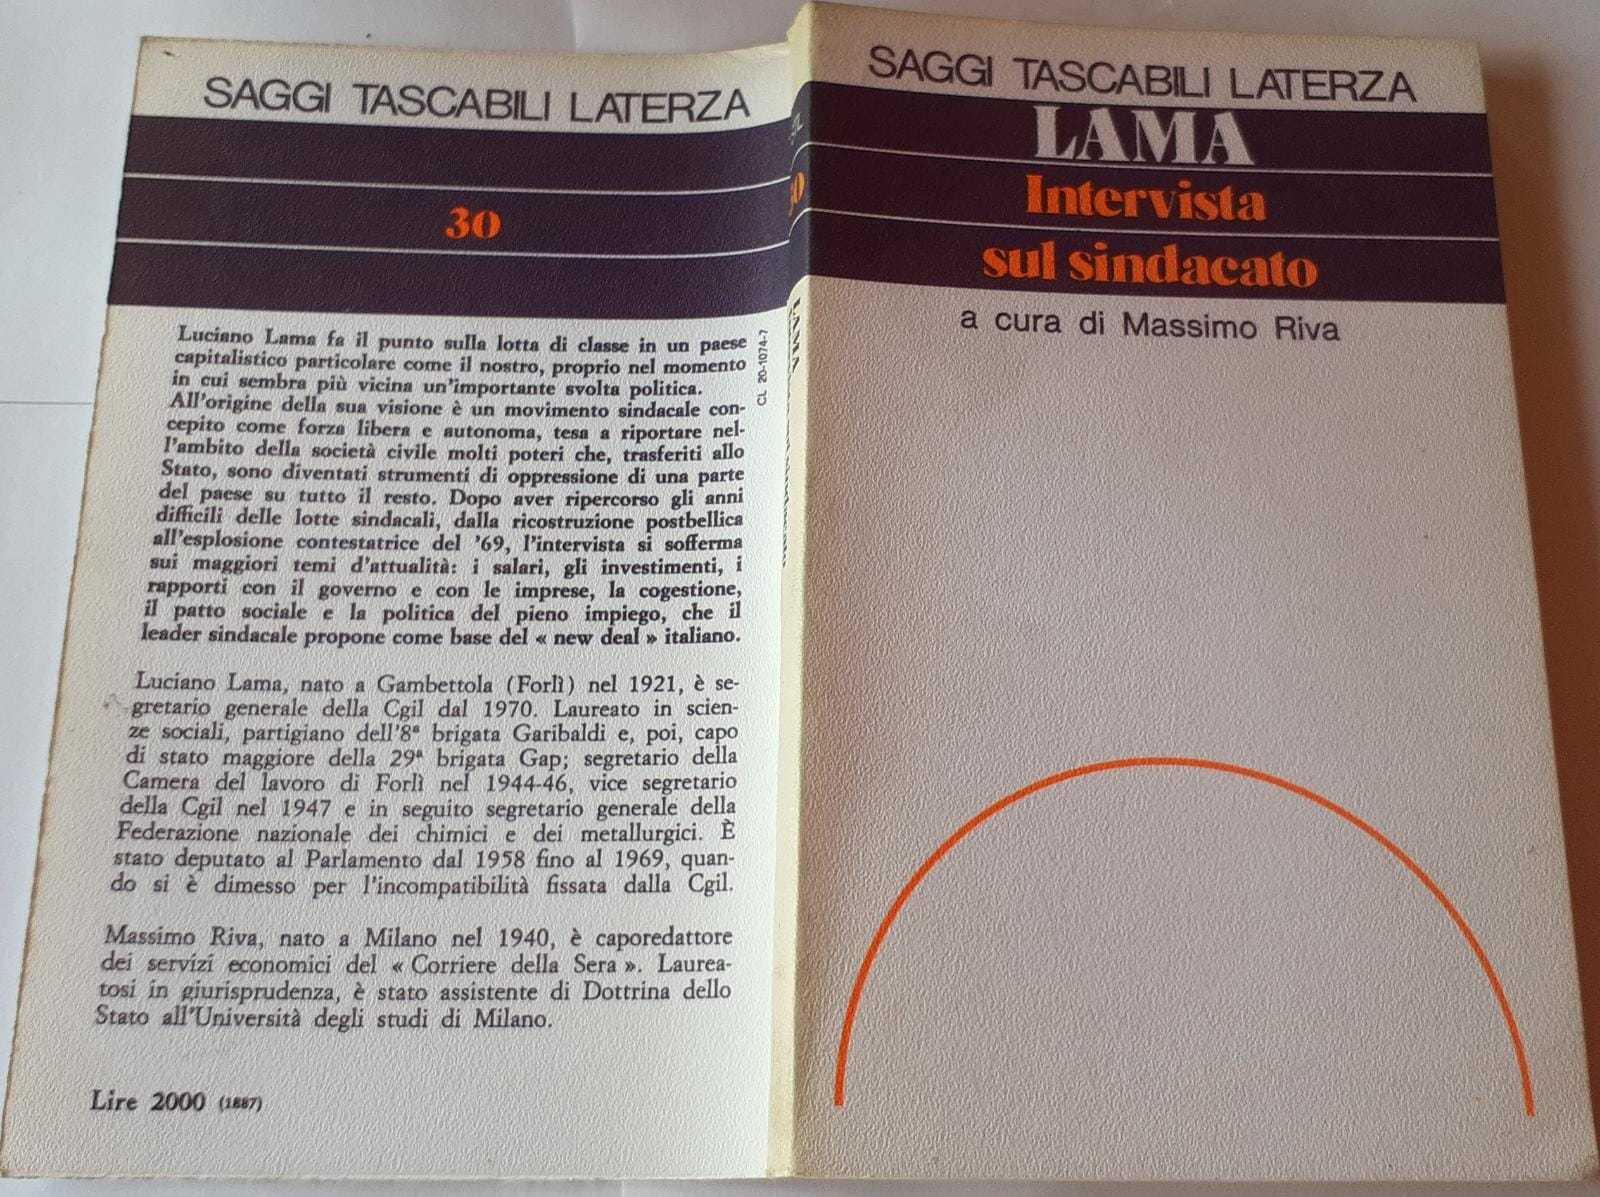 SAGGI TASCABILI LATERZA
30
Luciano Lama fa il punto sulla lotta di classe in un paese
capitalistico particolare come il nostro, proprio nel momento
in cui sembra più vicina un'importante svolta politica.
All'origine della sua visione è un movimento sindacale con-
cepito come forza libera e autonoma, tesa a riportare nel-
l'ambito della società civile molti poteri che, trasferiti allo
Stato, sono diventati strumenti di oppressione di una parte
del paese su tutto il resto. Dopo aver ripercorso gli anni
difficili delle lotte sindacali, dalla ricostruzione postbellica
all'esplosione contestatrice del '69, l'intervista si sofferma
sui maggiori temi d'attualità: i salari, gli investimenti, i
rapporti con il governo e con le imprese, la cogestione,
il patto sociale e la politica del pieno impiego, che il
leader sindacale propone come base del « new deal » italiano.
Luciano Lama, nato a Gambettola (Forlì) nel 1921, è se-
gretario generale della Cgil dal 1970. Laureato in scien-
ze sociali, partigiano dell'8ª brigata Garibaldi e, poi, capo
di stato maggiore della 29ª brigata Gap; segretario della
Camera del lavoro di Forlì nel 1944-46, vice segretario
della Cgil nel 1947 e in seguito segretario generale della
Federazione nazionale dei chimici e dei metallurgici. È
stato deputato al Parlamento dal 1958 fino al 1969, quan-
do si è dimesso per l'incompatibilità fissata dalla Cgil.
Massimo Riva, nato a Milano nel 1940, è caporedattore
dei servizi economici del « Corriere della Sera ». Laurea-
tosi in giurisprudenza, è stato assistente di Dottrina dello
Stato all'Università degli studi di Milano.
Lire 2000 (1887)
CL 20-1074-7
30
LAMA
SAGGI TASCABILI LATERZA
LAMA
Intervista
sul sindacato
a cura di Massimo Riva